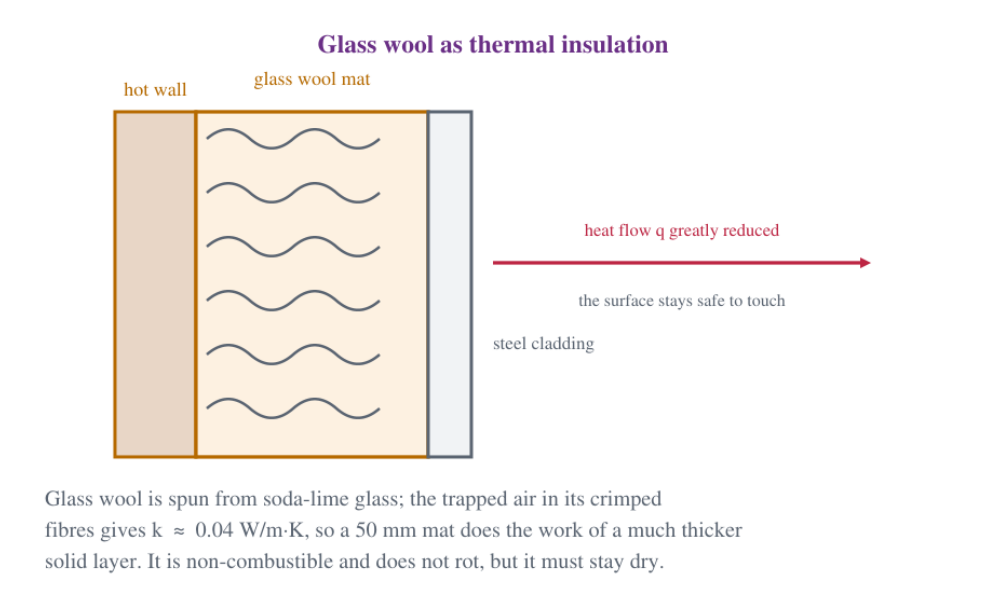 Glass wool as thermal insulation
glass wool mat
hot wall
heat flow q greatly reduced
the surface stays safe to touch
steel cladding
Glass wool is spun from soda-lime glass; the trapped air in its crimped
fibres gives k ≈ 0.04 W/m·K, so a 50 mm mat does the work of a much thicker
solid layer. It is non-combustible and does not rot, but it must stay dry.